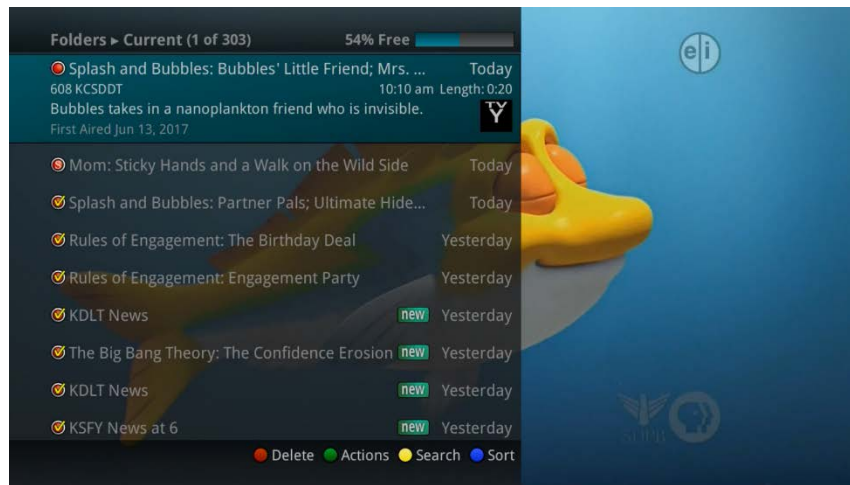 Folders ▸ Current (1 of 303) 54% Free
Splash and Bubbles: Bubbles' Little Friend; Mrs. ... Today
608 KCSDDT 10:10 am Length: 0:20
Bubbles takes in a nanoplankton friend who is invisible.
TV
Y
First Aired Jun 13, 2017
Mom: Sticky Hands and a Walk on the Wild Side Today
Splash and Bubbles: Partner Pals; Ultimate Hide... Today
Rules of Engagement: The Birthday Deal Yesterday
Rules of Engagement: Engagement Party Yesterday
KDLT News new Yesterday
The Big Bang Theory: The Confidence Erosion new Yesterday
KDLT News new Yesterday
KSFY News at 6 new Yesterday
Delete Actions Search Sort
e i